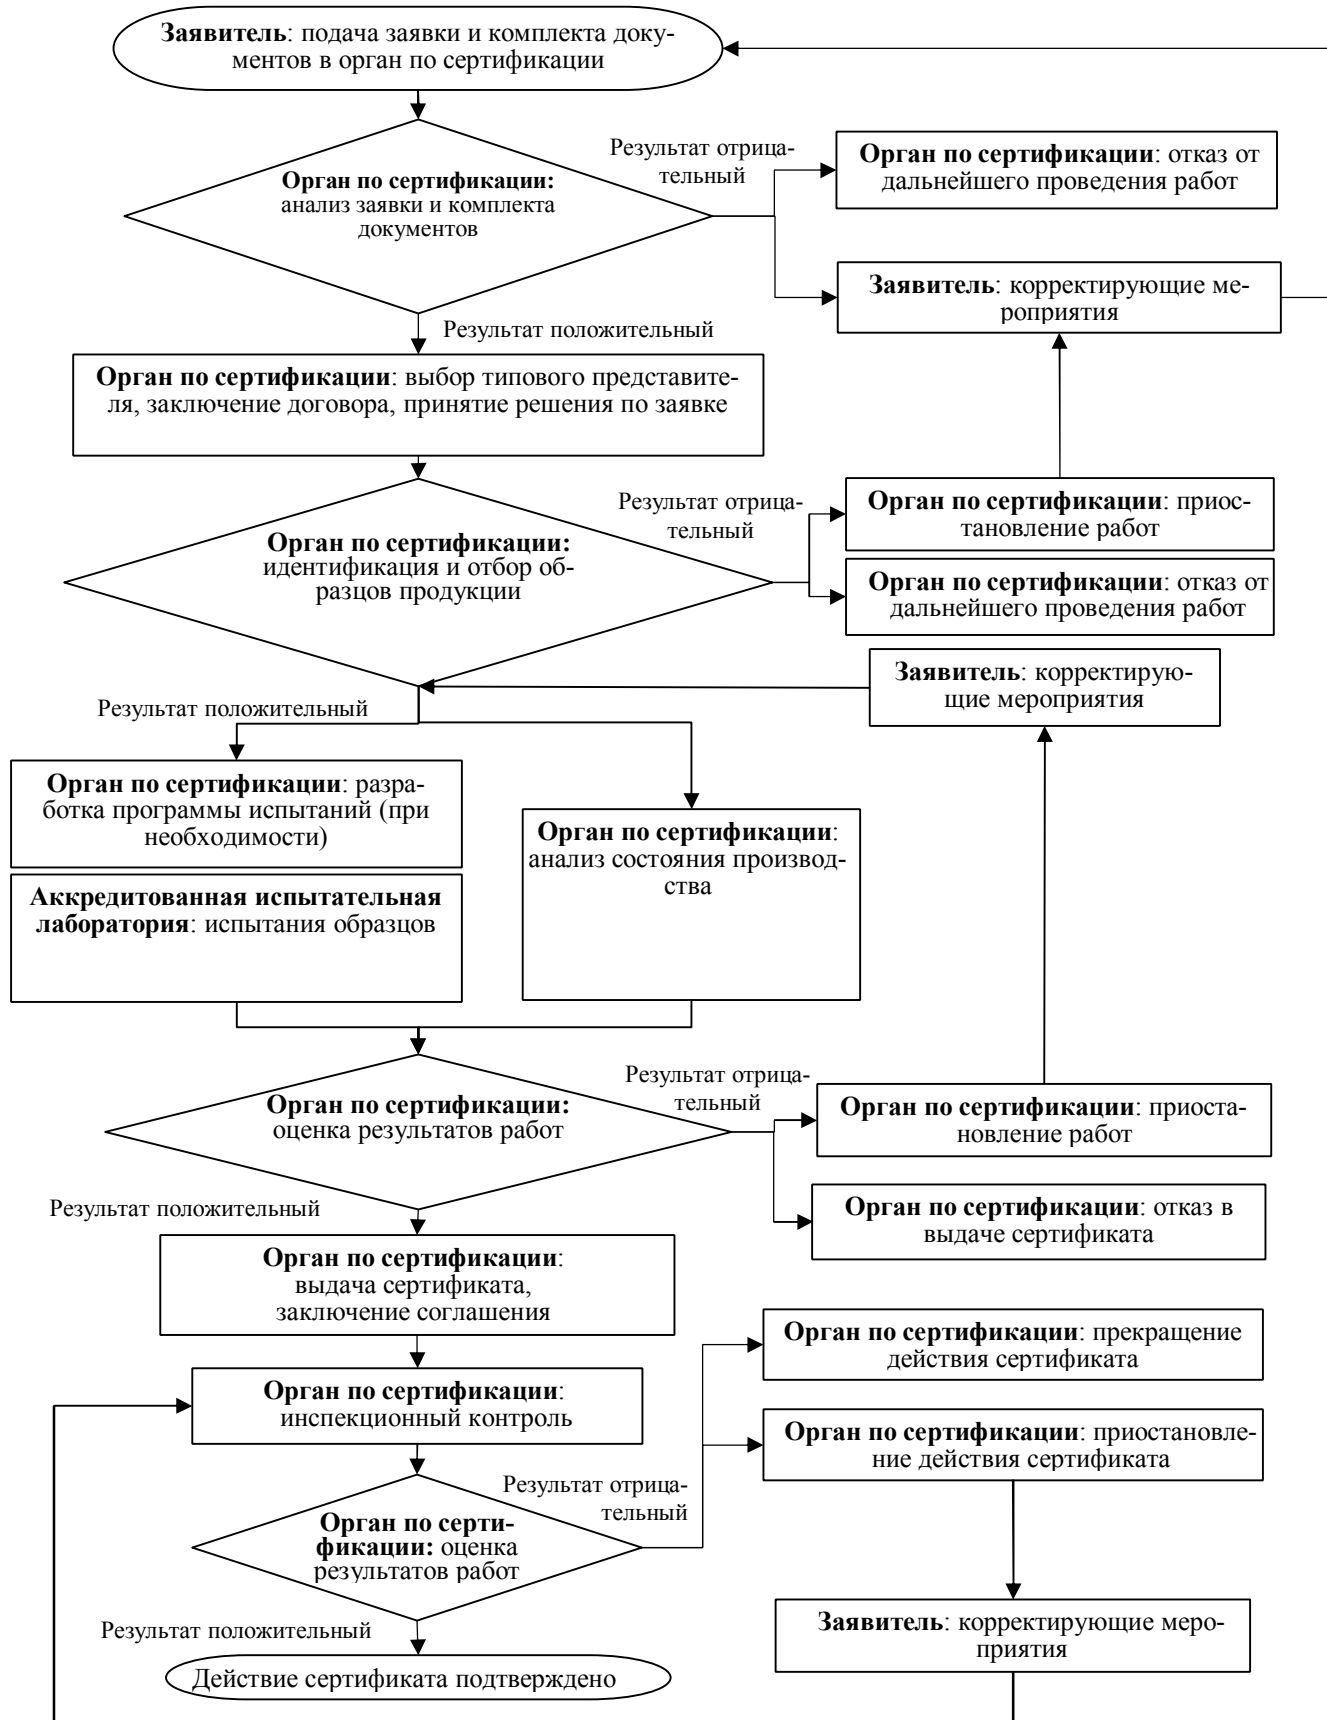 Заявитель: подача заявки и комплекта доку-
ментов в орган по сертификации
Результат отрица-
тельный
Орган по сертификации: отказ от
дальнейшего проведения работ
Орган по сертификации:
анализ заявки и комплекта
документов
Заявитель: корректирующие ме-
роприятия
Результат положительный
Орган по сертификации: выбор типового представите-
ля, заключение договора, принятие решения по заявке
Результат отрица-
тельный
Орган по сертификации: приос-
тановление работ
Орган по сертификации:
идентификация и отбор об-
разцов продукции
Орган по сертификации: отказ от
дальнейшего проведения работ
Заявитель: корректирую-
щие мероприятия
Результат положительный
Орган по сертификации: разра-
ботка программы испытаний (при
необходимости)
Орган по сертификации:
анализ состояния производ-
ства
Аккредитованная испытательная
лаборатория: испытания образцов
Результат отрица-
тельный
Орган по сертификации:
оценка результатов работ
Орган по сертификации: приоста-
новление работ
Результат положительный
Орган по сертификации: отказ в
выдаче сертификата
Орган по сертификации:
выдача сертификата,
заключение соглашения
Орган по сертификации: прекращение
действия сертификата
Орган по сертификации:
инспекционный контроль
Орган по сертификации: приостановле-
ние действия сертификата
Результат отрица-
тельный
Орган по серти-
фикации: оценка
результатов работ
Заявитель: корректирующие меро-
приятия
Результат положительный
Действие сертификата подтверждено